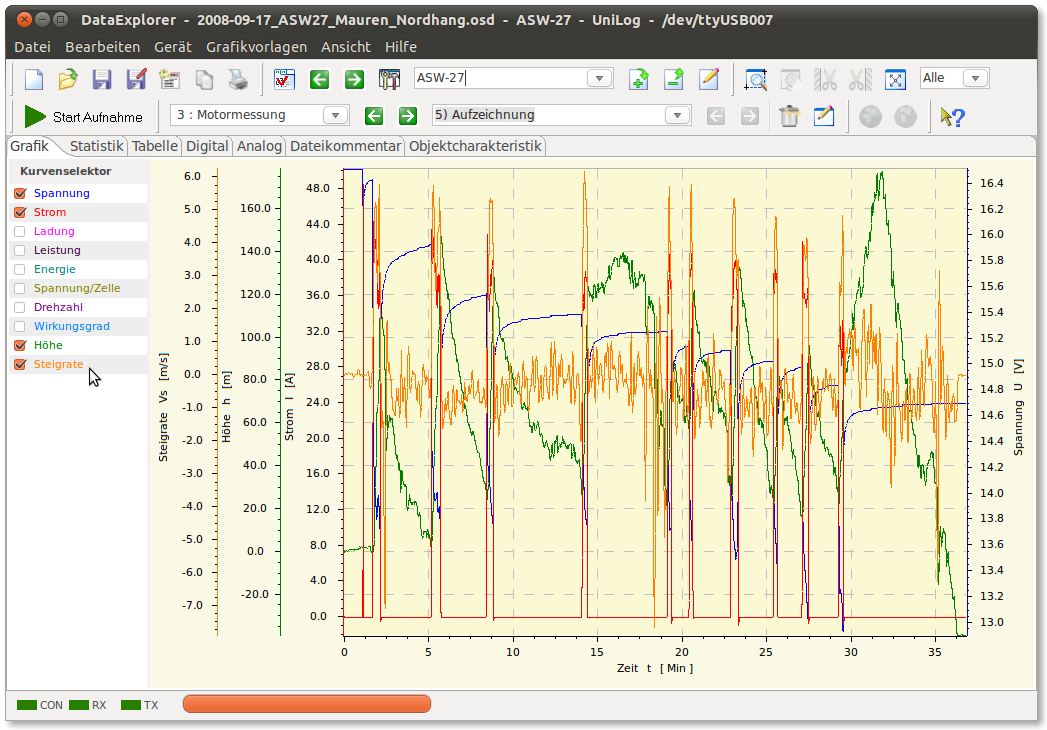 DataExplorer - 2008-09-17_ASW27_Mauren_Nordhang.osd - ASW-27 - UniLog - /dev/ttyUSB007
Datei Bearbeiten Gerät Grafikvorlagen Ansicht Hilfe
ASW-27 Alle
Start Aufnahme 3 : Motormessung 5) Aufzeichnung
Grafik Statistik Tabelle Digital Analog Dateikommentar Objektcharakteristik
Kurvenselektor
Spannung
Strom
Ladung
Leistung
Energie
Spannung/Zelle
Drehzahl
Wirkungsgrad
Höhe
Steigrate
Steigrate Vs [m/s]
6.0
5.0
4.0
3.0
2.0
1.0
0.0
-1.0
-2.0
-3.0
-4.0
-5.0
-6.0
-7.0
Höhe h [m]
160.0
140.0
120.0
100.0
80.0
60.0
40.0
20.0
0.0
-20.0
Strom I [A]
48.0
44.0
40.0
36.0
32.0
28.0
24.0
20.0
16.0
12.0
8.0
4.0
0.0
16.4
16.2
16.0
15.8
15.6
15.4
15.2
15.0
14.8
14.6
14.4
14.2
14.0
13.8
13.6
13.4
13.2
13.0
Spannung U [V]
0 5 10 15 20 25 30 35
Zeit t [ Min ]
CON RX TX